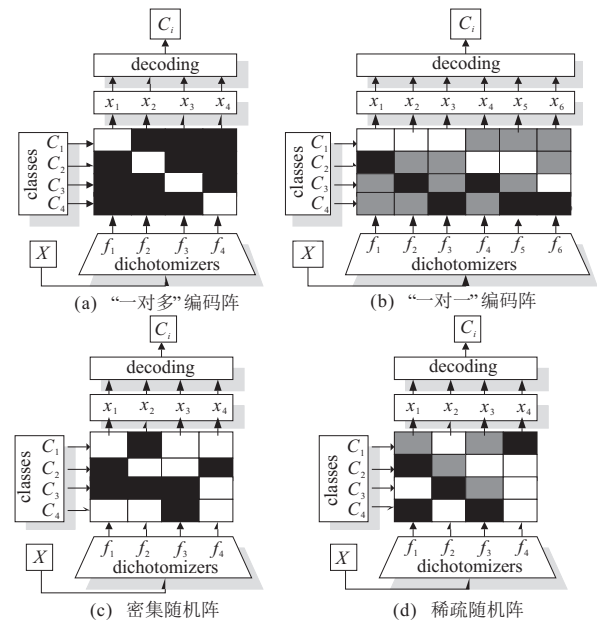 C_i
decoding
x_1 x_2 x_3 x_4
classes
C_1
C_2
C_3
C_4
f_1 f_2 f_3 f_4
X
dichotomizers
(a) “一对多”编码阵
C_i
decoding
x_1 x_2 x_3 x_4 x_5 x_6
classes
C_1
C_2
C_3
C_4
f_1 f_2 f_3 f_4 f_5 f_6
X
dichotomizers
(b) “一对一”编码阵
C_i
decoding
x_1 x_2 x_3 x_4
classes
C_1
C_2
C_3
C_4
f_1 f_2 f_3 f_4
X
dichotomizers
(c) 密集随机阵
C_i
decoding
x_1 x_2 x_3 x_4
classes
C_1
C_2
C_3
C_4
f_1 f_2 f_3 f_4
X
dichotomizers
(d) 稀疏随机阵